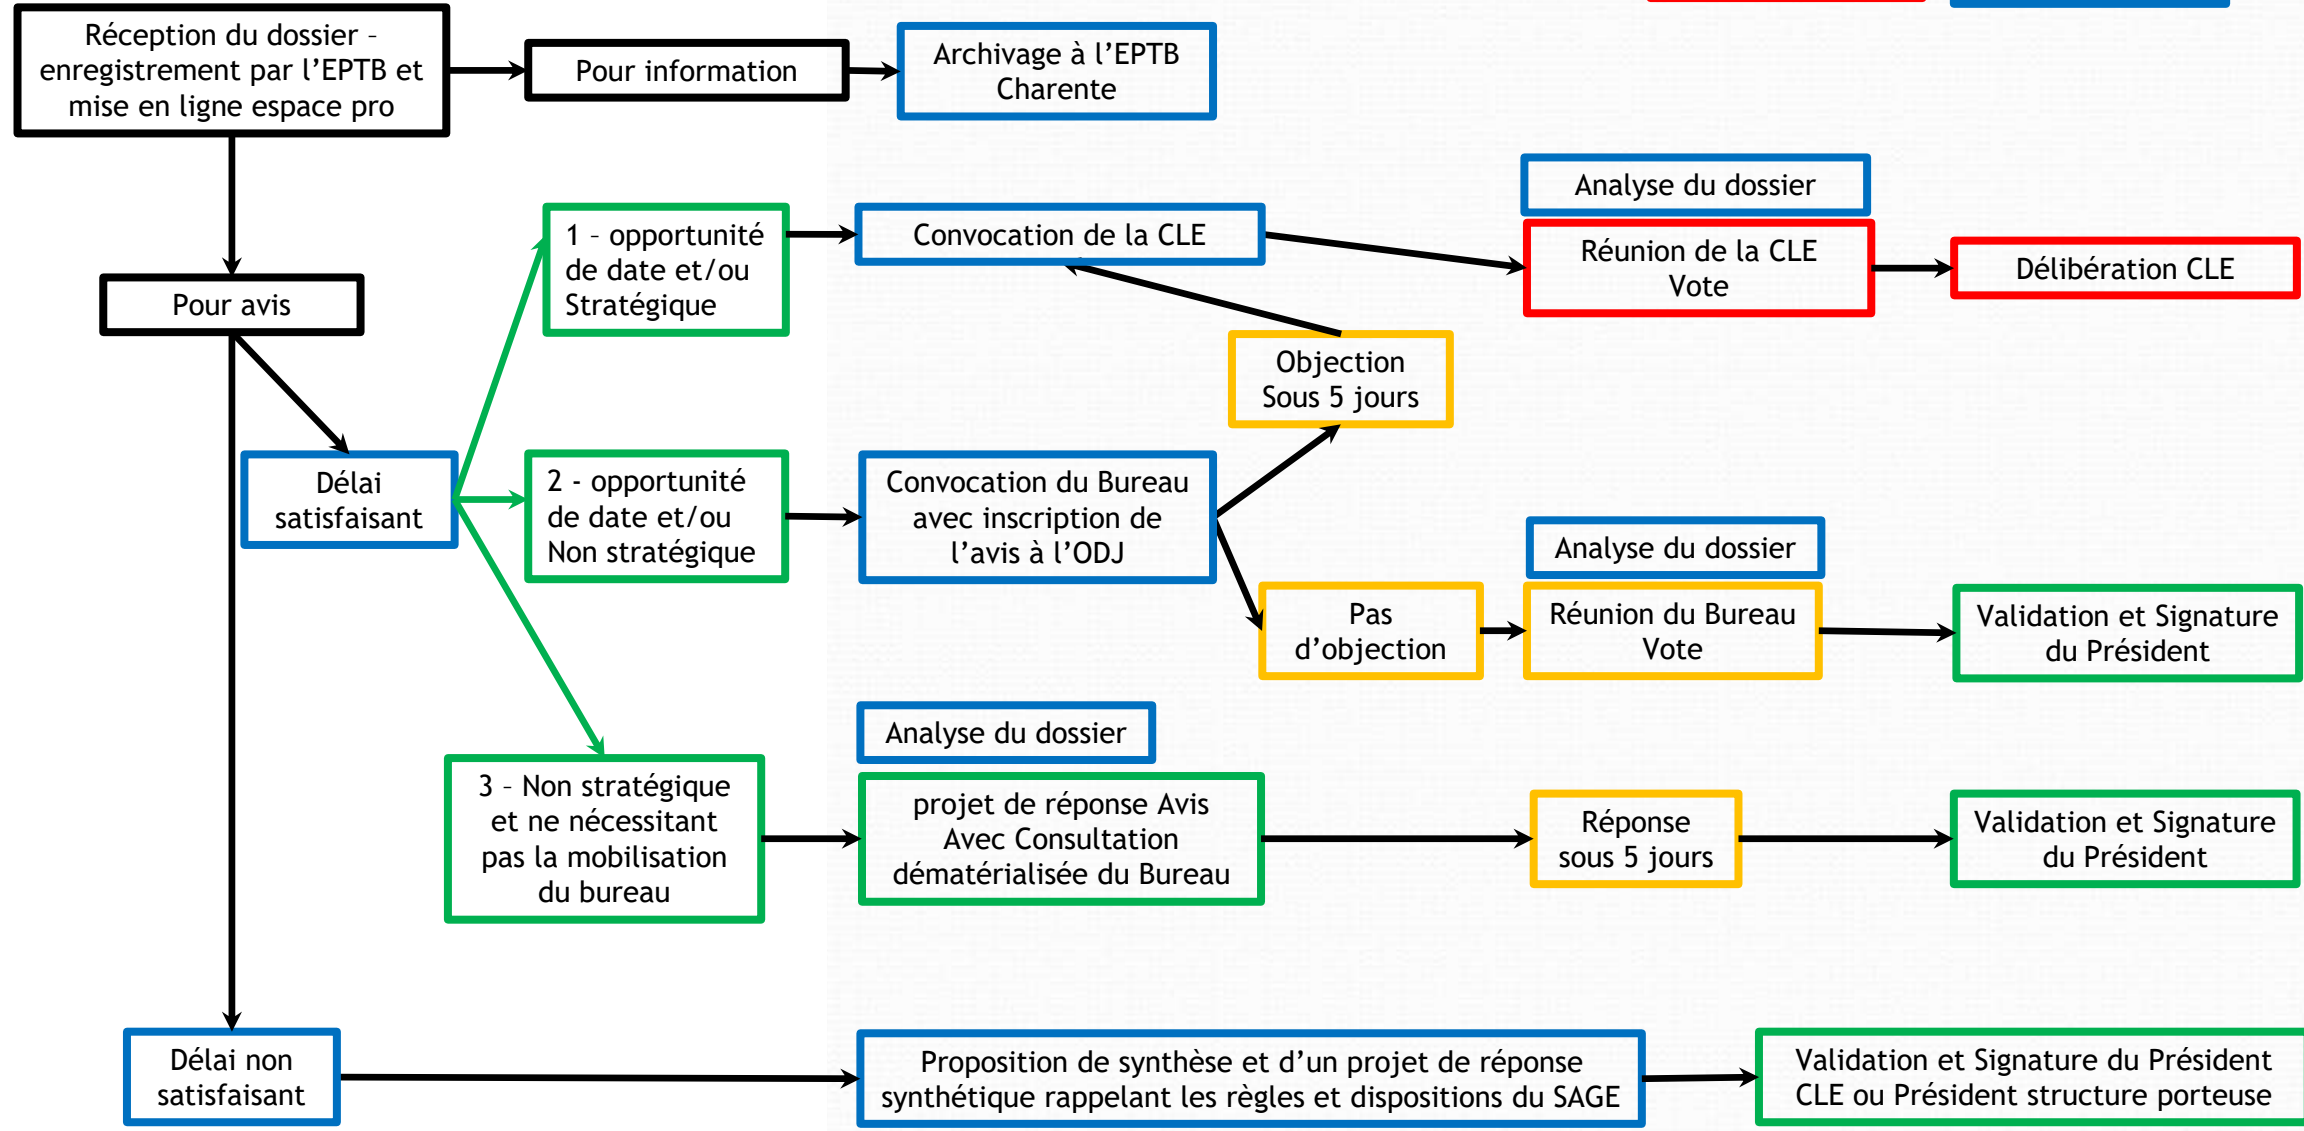 Réception du dossier –
enregistrement par l’EPTB et
mise en ligne espace pro
Pour information
Archivage à l’EPTB
Charente
Pour avis
Délai
satisfaisant
1 – opportunité
de date et/ou
Stratégique
Convocation de la CLE
Analyse du dossier
Réunion de la CLE
Vote
Délibération CLE
Objection
Sous 5 jours
2 - opportunité
de date et/ou
Non stratégique
Convocation du Bureau
avec inscription de
l’avis à l’ODJ
Pas
d’objection
Analyse du dossier
Réunion du Bureau
Vote
Validation et Signature
du Président
3 – Non stratégique
et ne nécessitant
pas la mobilisation
du bureau
Analyse du dossier
projet de réponse Avis
Avec Consultation
dématérialisée du Bureau
Réponse
sous 5 jours
Validation et Signature
du Président
Délai non
satisfaisant
Proposition de synthèse et d’un projet de réponse
synthétique rappelant les règles et dispositions du SAGE
Validation et Signature du Président
CLE ou Président structure porteuse